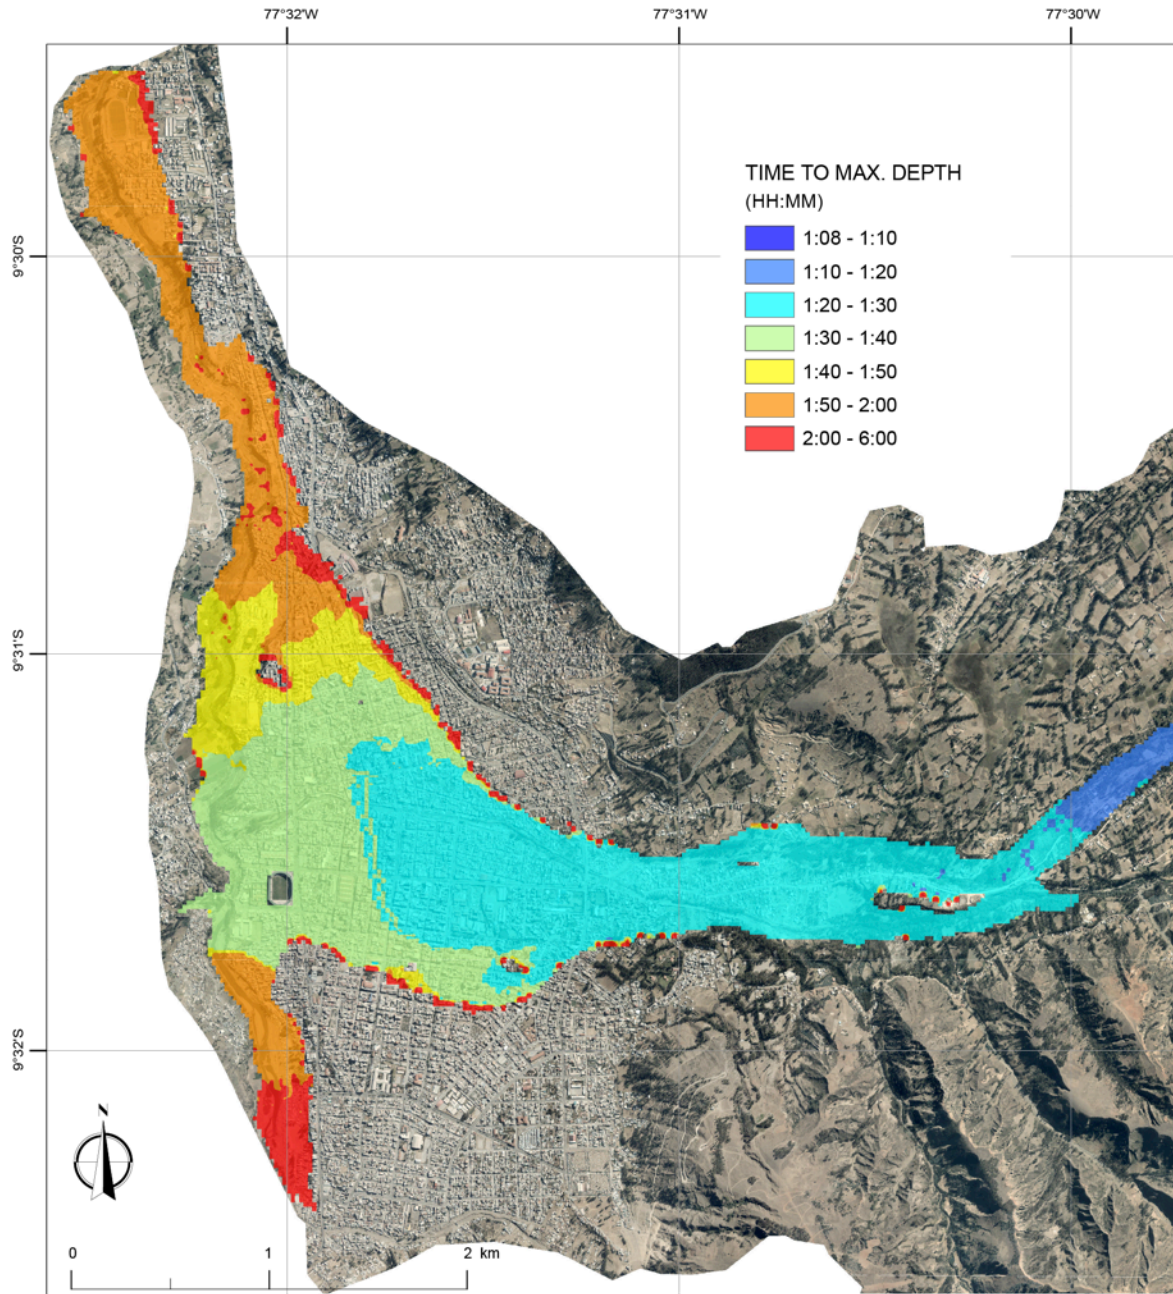 77°32'W 77°31'W 77°30'W
TIME TO MAX. DEPTH
(HH:MM)
1:08 - 1:10
1:10 - 1:20
1:20 - 1:30
1:30 - 1:40
1:40 - 1:50
1:50 - 2:00
2:00 - 6:00
9°30'S
9°31'S
9°32'S
N
0 1 2 km